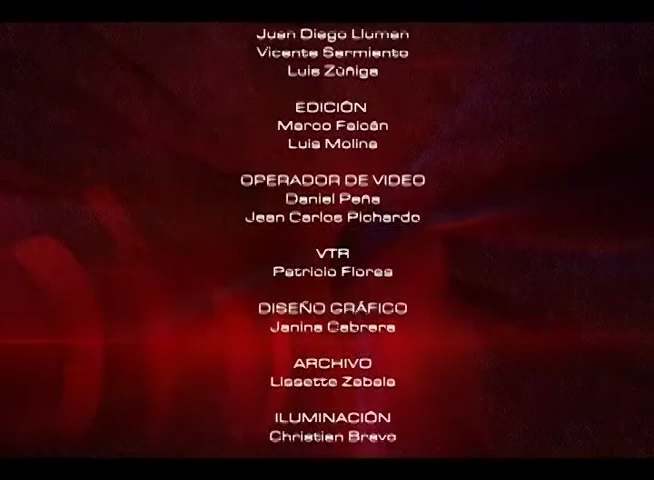 Juan Diego Lluman
Vicente Sarmiento
Luis Zúñiga
EDICIÓN
Marco Falcán
Luis Molina
OPERADOR DE VIDEO
Daniel Peña
Jean Carlos Pichardo
VTR
Patricio Flores
DISEÑO GRÁFICO
Janina Cabrera
ARCHIVO
Lissette Zabala
ILUMINACIÓN
Christian Bravo